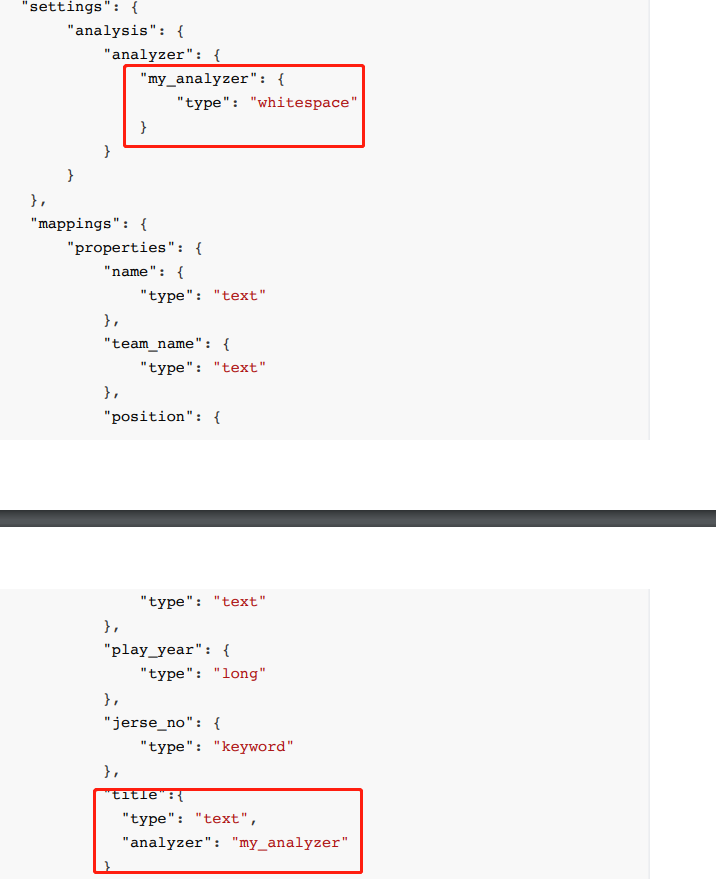 "settings": {
"analysis": {
"analyzer": {
"my_analyzer": {
"type": "whitespace"
}
}
}
},
"mappings": {
"properties": {
"name": {
"type": "text"
},
"team_name": {
"type": "text"
},
"position": {
"type": "text"
},
"play_year": {
"type": "long"
},
"jerse_no": {
"type": "keyword"
},
"title":{
"type": "text",
"analyzer": "my_analyzer"
}